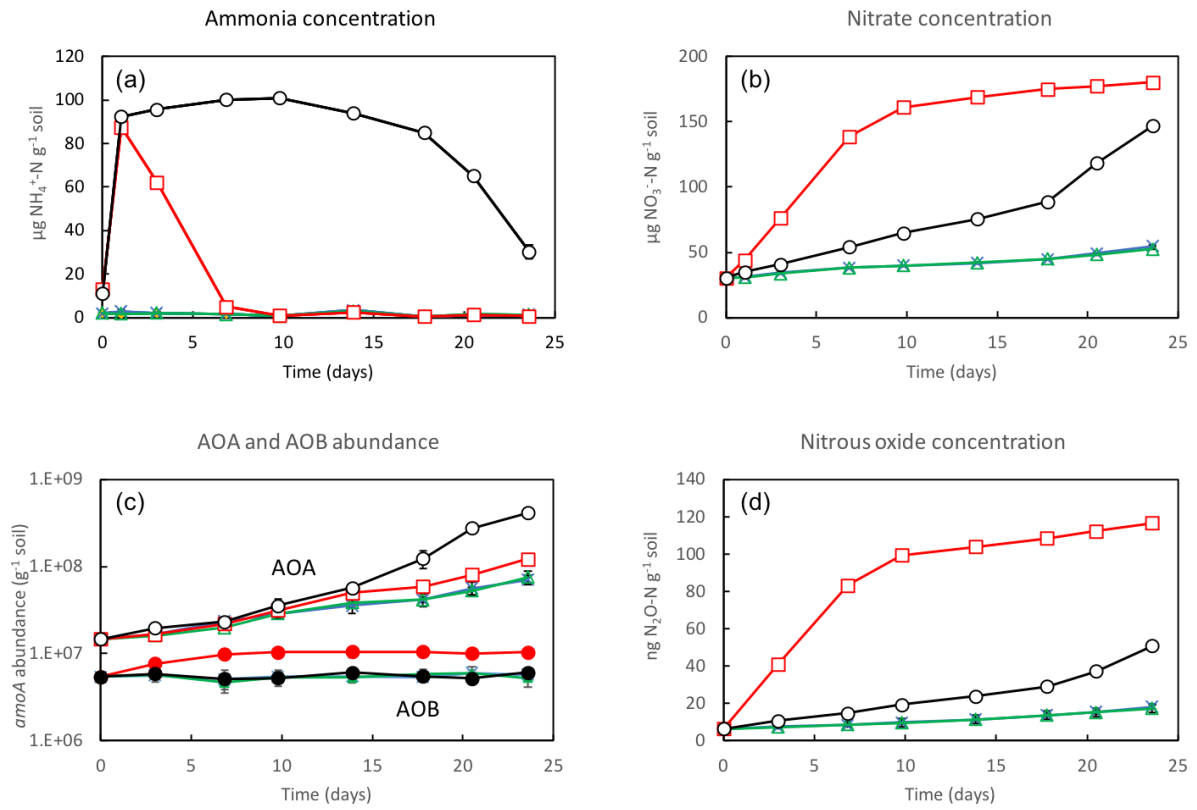 Ammonia concentration
(a)
120
100
80
60
40
20
0
µg NH₄⁺-N g⁻¹ soil
0 5 10 15 20 25
Time (days)
Nitrate concentration
(b)
200
150
100
50
0
µg NO₃⁻-N g⁻¹ soil
0 5 10 15 20 25
Time (days)
AOA and AOB abundance
(c)
1.E+09
1.E+08
1.E+07
1.E+06
amoA abundance (g⁻¹ soil)
AOA
AOB
0 5 10 15 20 25
Time (days)
Nitrous oxide concentration
(d)
140
120
100
80
60
40
20
0
ng N₂O-N g⁻¹ soil
0 5 10 15 20 25
Time (days)